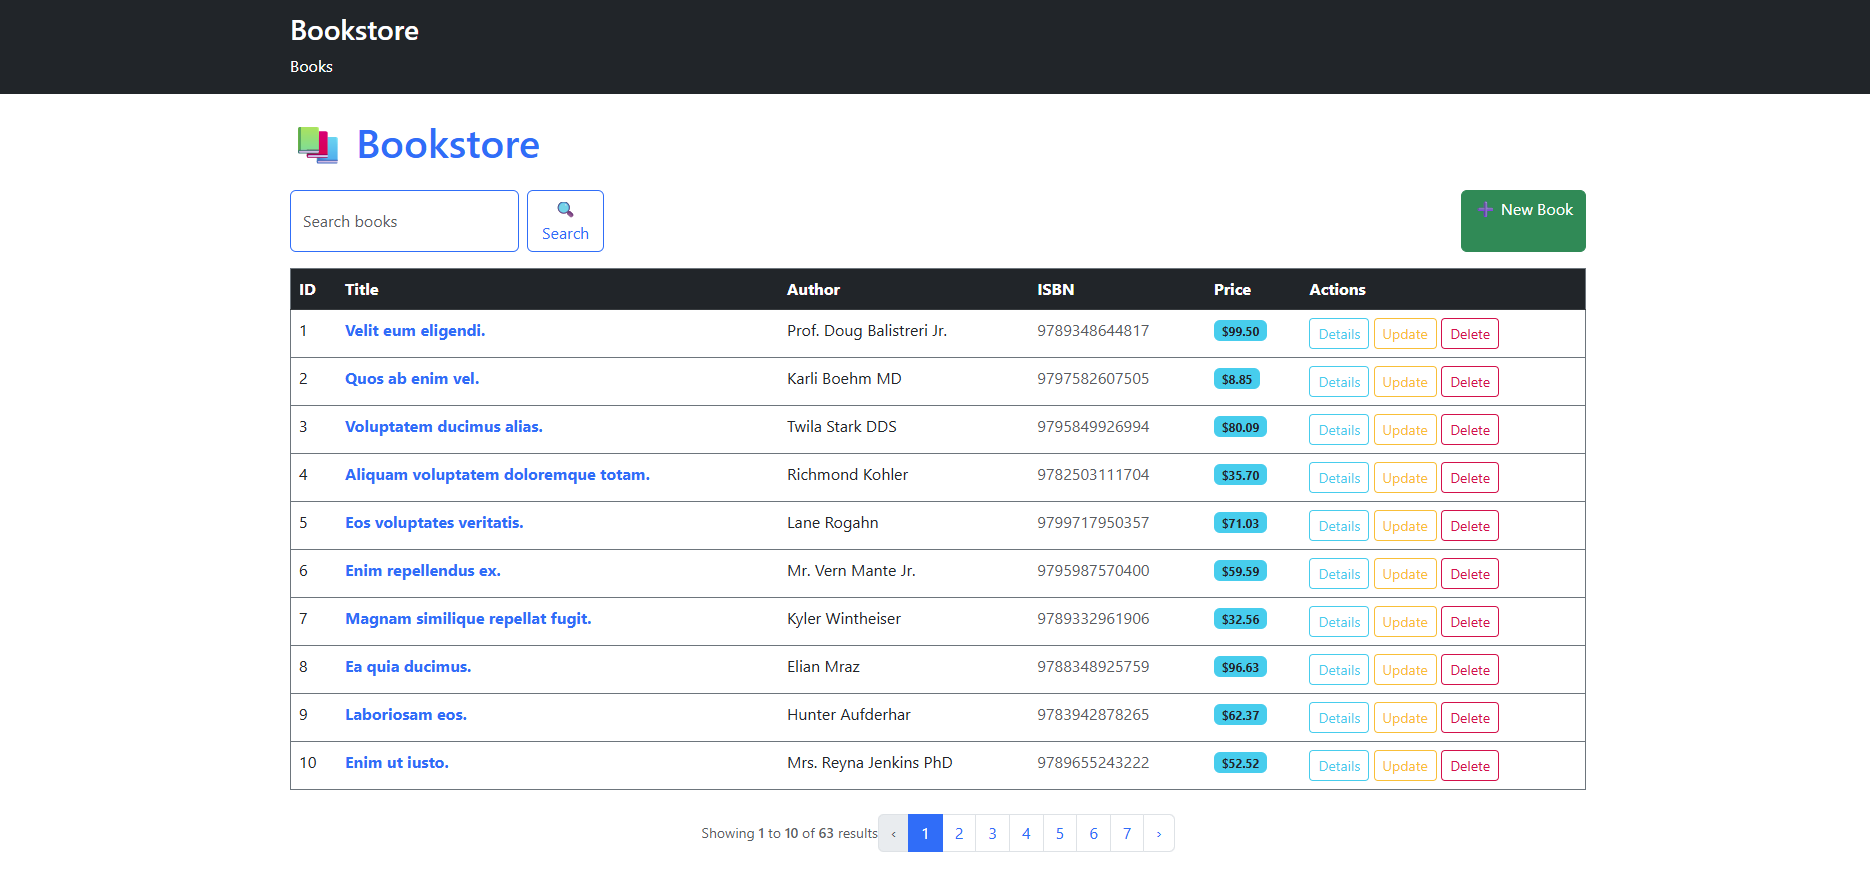 Bookstore
Books
Bookstore
Search books
Search
New Book
ID Title Author ISBN Price Actions
1 Velit eum eligendi. Prof. Doug Balistreri Jr. 9789348644817 $99.50 Details Update Delete
2 Quos ab enim vel. Karli Boehm MD 9797582607505 $8.85 Details Update Delete
3 Voluptatem ducimus alias. Twila Stark DDS 9795849926994 $80.09 Details Update Delete
4 Aliquam voluptatem doloremque totam. Richmond Kohler 9782503111704 $35.70 Details Update Delete
5 Eos voluptates veritatis. Lane Rogahn 9799717950357 $71.03 Details Update Delete
6 Enim repellendus ex. Mr. Vern Mante Jr. 9795987570400 $59.59 Details Update Delete
7 Magnam similique repellat fugit. Kyler Wintheiser 9789332961906 $32.56 Details Update Delete
8 Ea quia ducimus. Elian Mraz 9788348925759 $96.63 Details Update Delete
9 Laboriosam eos. Hunter Aufderhar 9783942878265 $62.37 Details Update Delete
10 Enim ut iusto. Mrs. Reyna Jenkins PhD 9789655243222 $52.52 Details Update Delete
Showing 1 to 10 of 63 results ‹ 1 2 3 4 5 6 7 ›